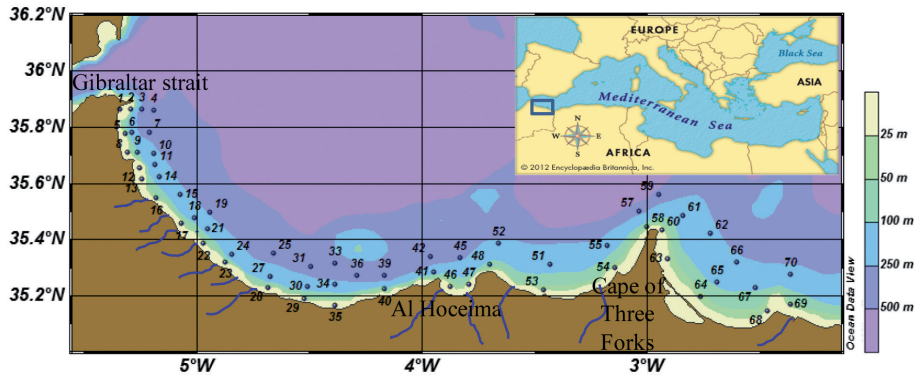 36.2°N
36°N
35.8°N
35.6°N
35.4°N
35.2°N
Gibraltar strait
1 2 3 4
5 6 7
8 9 10
11
12 14
13 15
16 18 19
17 21
22 24 25
23 27 31 33
28 30 34 36 39
29 35 40
42 45 52
41 46 47 48 51
53 54 55
57 58 59 60 61
62 63 64 65 66
67 68 69 70
Al Hoceima
Cape of
Three
Forks
5°W
4°W
3°W
EUROPE
Black Sea
ASIA
Mediterranean Sea
N
W E
S
AFRICA
© 2012 Encyclopædia Britannica, Inc.
25 m
50 m
100 m
250 m
500 m
Ocean Data View